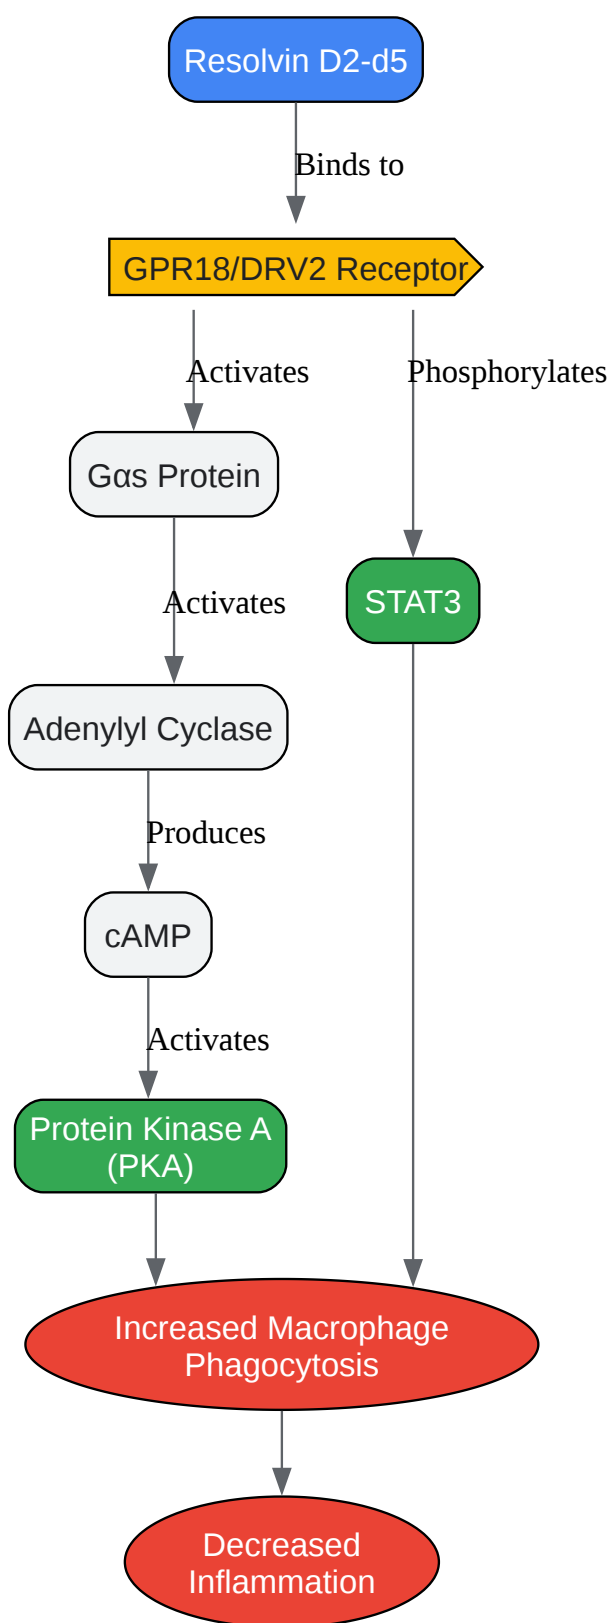 Resolvin D2-d5
Binds to
GPR18/DRV2 Receptor
Activates
Phosphorylates
Gαs Protein
Activates
STAT3
Adenylyl Cyclase
Produces
cAMP
Activates
Protein Kinase A
(PKA)
Increased Macrophage
Phagocytosis
Decreased
Inflammation